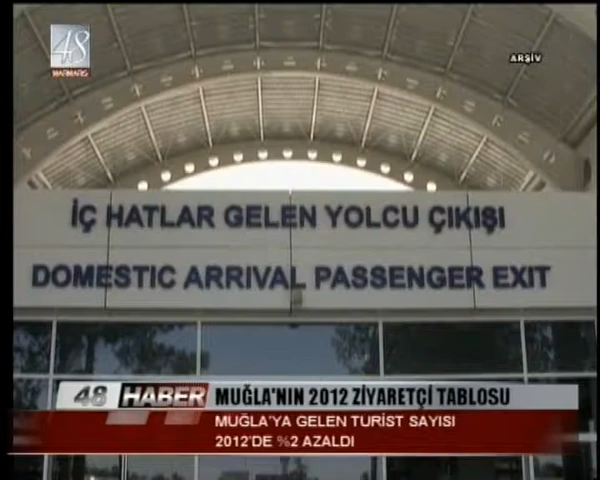 48
MARMARİS
ARŞİV
İÇ HATLAR GELEN YOLCU ÇIKIŞI
DOMESTIC ARRIVAL PASSENGER EXIT
48 HABER MUĞLA'NIN 2012 ZİYARETÇİ TABLOSU
MUĞLA'YA GELEN TURİST SAYISI
2012'DE %2 AZALDI